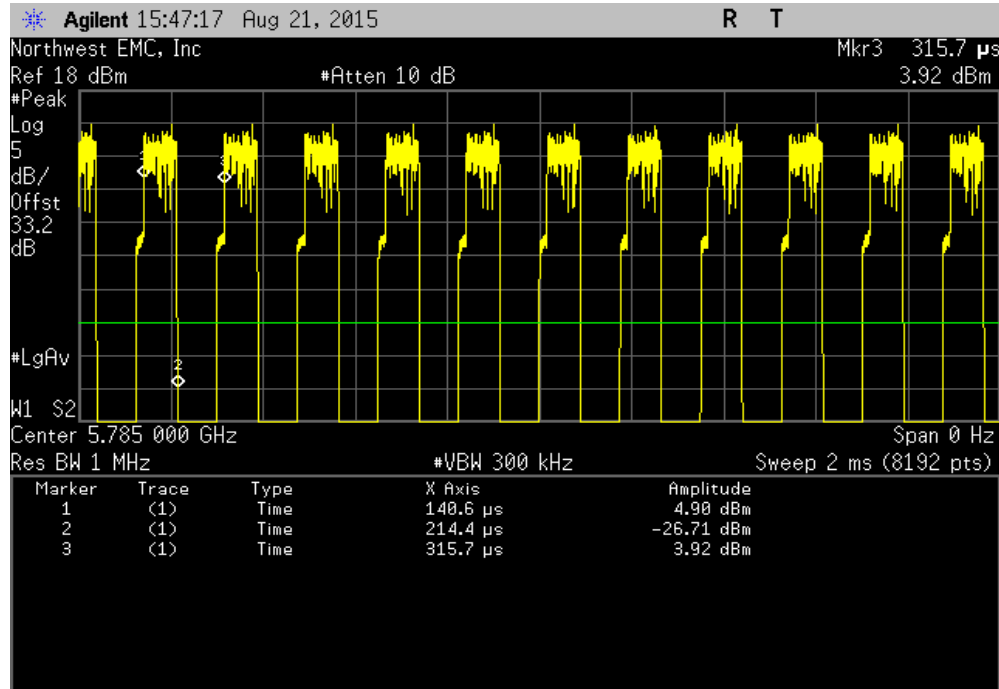 Agilent 15:47:17 Aug 21, 2015 R T
Northwest EMC, Inc Mkr3 315.7 µs
Ref 18 dBm #Atten 10 dB 3.92 dBm
#Peak
Log
5
dB/
Offst
33.2
dB
1
3
2
#LgAv
W1 S2
Center 5.785 000 GHz Span 0 Hz
Res BW 1 MHz #VBW 300 kHz Sweep 2 ms (8192 pts)
Marker Trace Type X Axis Amplitude
1 (1) Time 140.6 µs 4.90 dBm
2 (1) Time 214.4 µs -26.71 dBm
3 (1) Time 315.7 µs 3.92 dBm